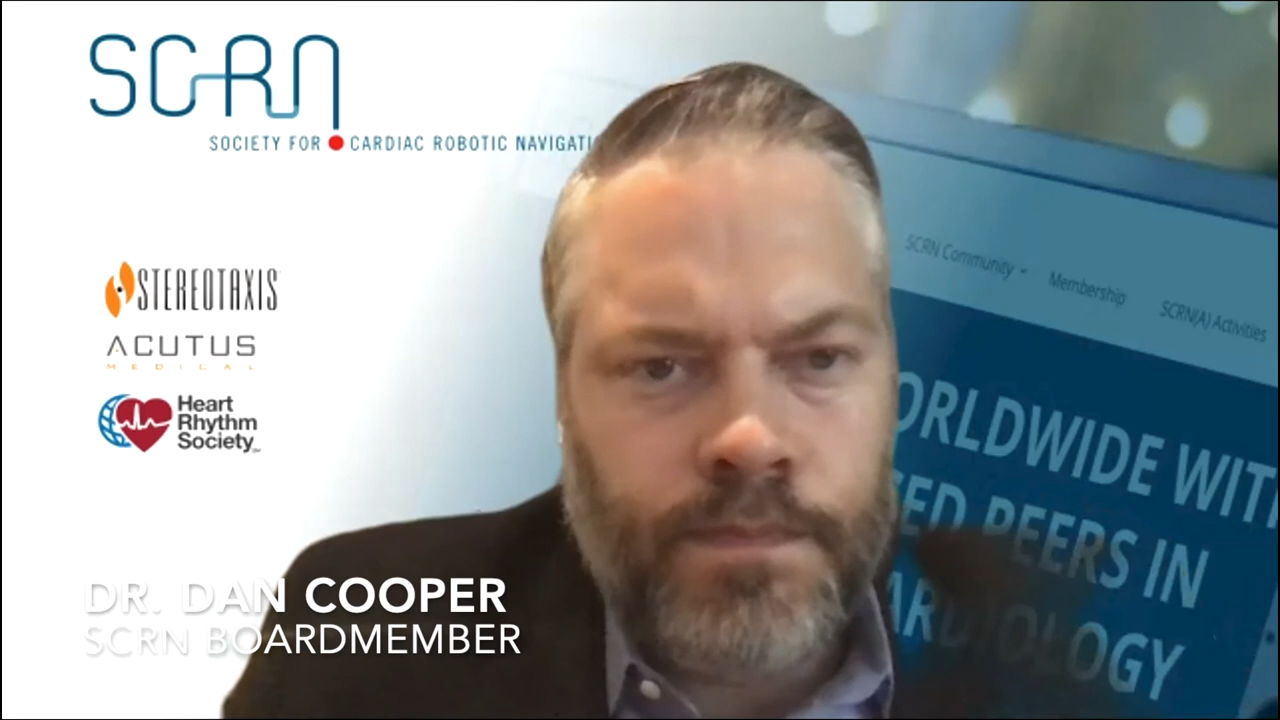 SCRN
SOCIETY FOR CARDIAC ROBOTIC NAVIGATI
STEREOTAXIS
ACUTUS
MEDICAL
Heart
Rhythm
Society
SCRN Community
Membership
SCRN(A) Activities
ORLDWIDE WIT
ED PEERS IN
ARDIOLOGY
DR. DAN COOPER
SCRN BOARDMEMBER